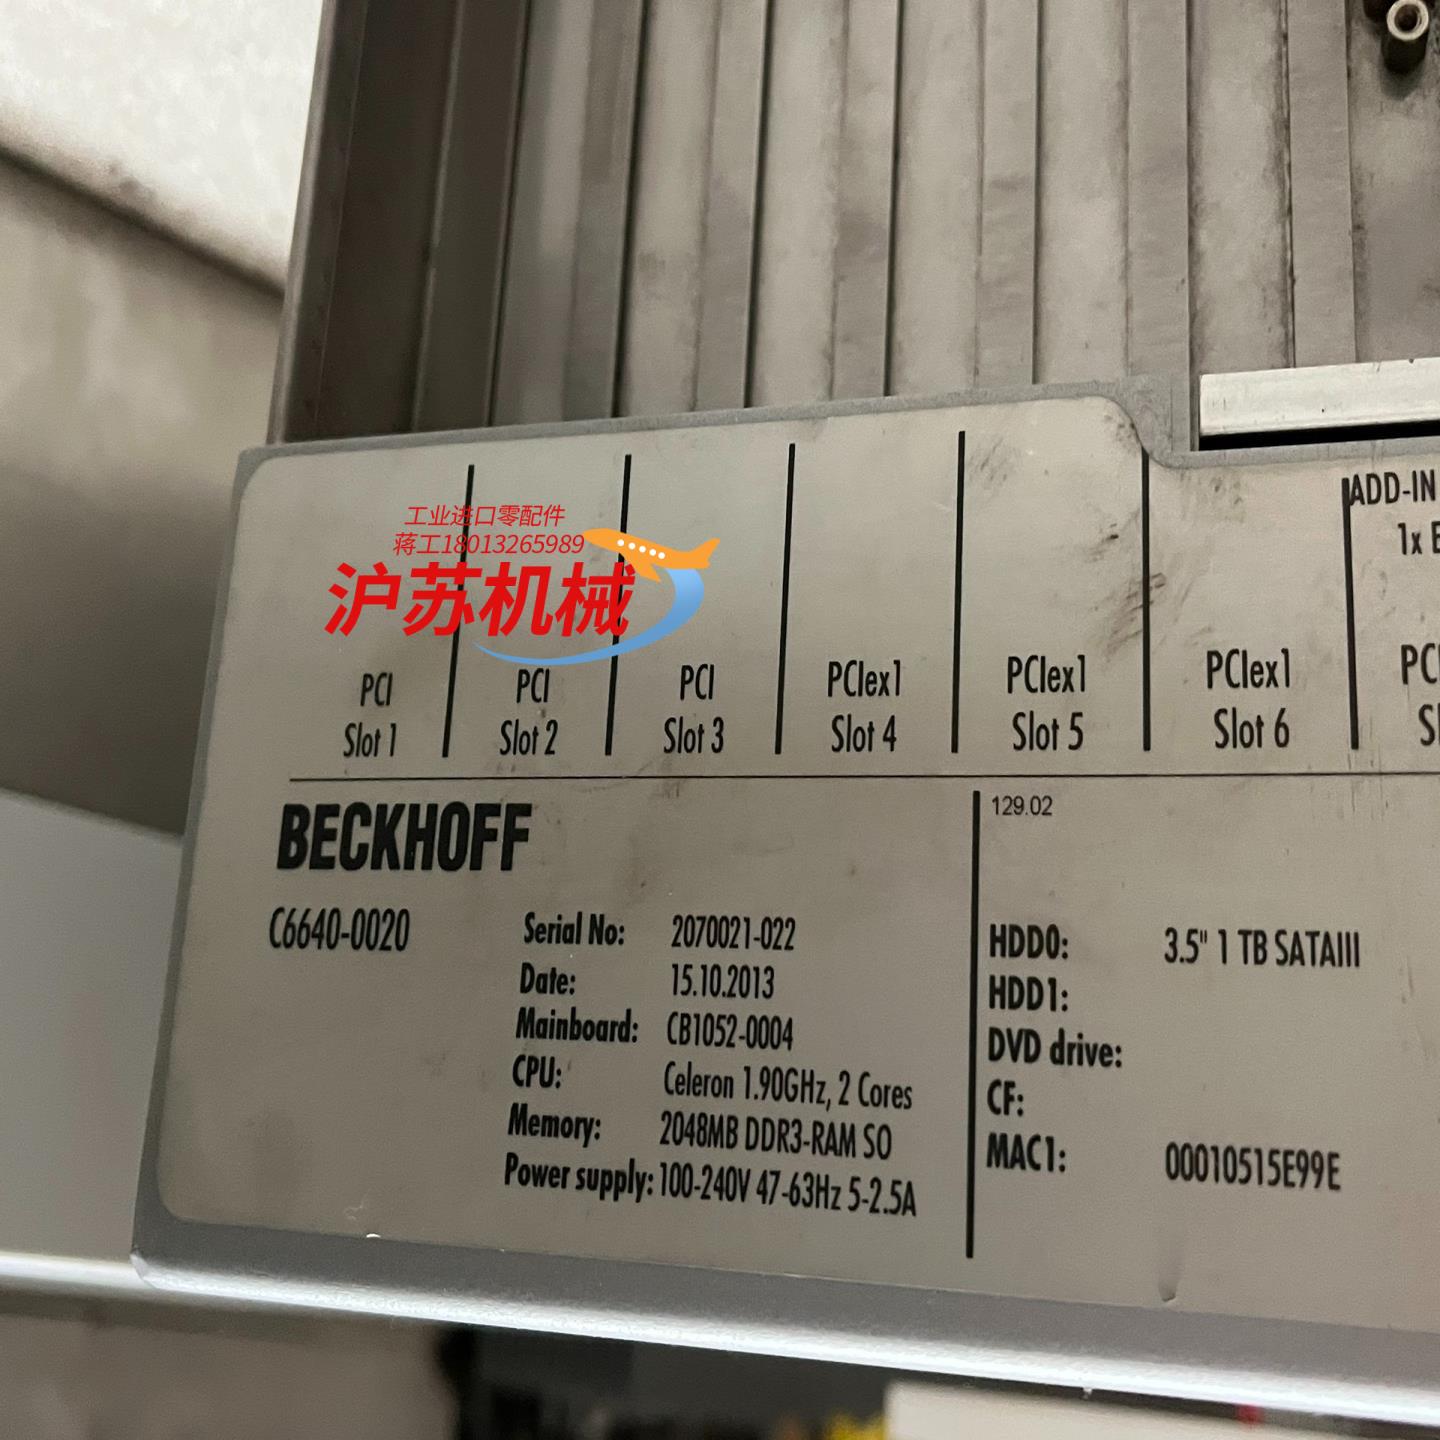 ADD-IN
1x
工业进口零配件
蒋工18013265989
沪苏机械
PCI
Slot 1
PCI
Slot 2
PCI
Slot 3
PCIex1
Slot 4
PCIex1
Slot 5
PCIex1
Slot 6
BECKHOFF
129.02
C6640-0020
Serial No: 2070021-022
Date: 15.10.2013
Mainboard: CB1052-0004
CPU: Celeron 1.90GHz, 2 Cores
Memory: 2048MB DDR3-RAM SO
Power supply: 100-240V 47-63Hz 5-2.5A
HDD0: 3.5" 1 TB SATAIII
HDD1:
DVD drive:
CF:
MAC1: 00010515E99E